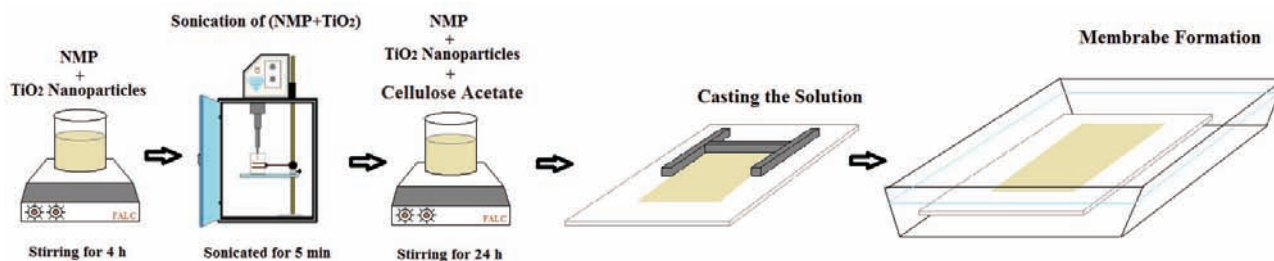 NMP
+
TiO2 Nanoparticles
FALC
Stirring for 4 h
Sonication of (NMP+TiO2)
Sonicated for 5 min
NMP
+
TiO2 Nanoparticles
+
Cellulose Acetate
FALC
Stirring for 24 h
Casting the Solution
Membrabe Formation